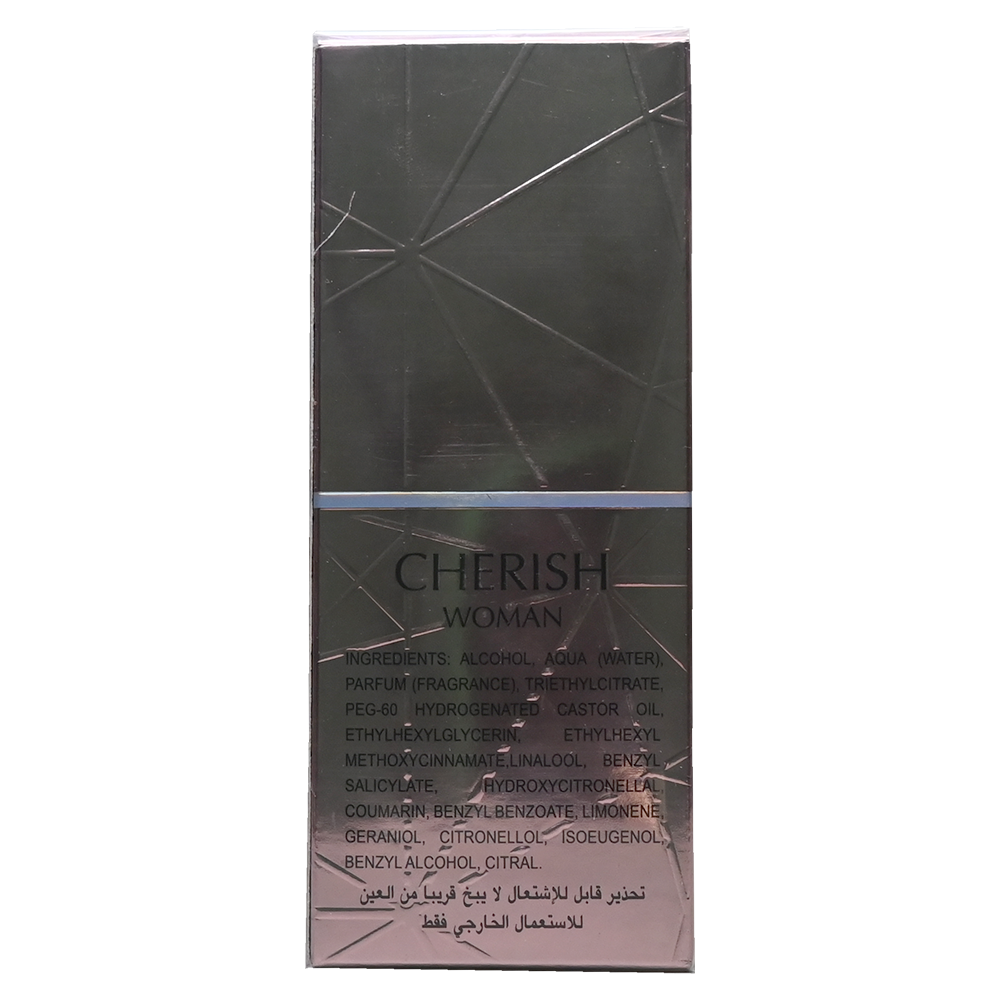 CHERISH
WOMAN
INGREDIENTS: ALCOHOL, AQUA (WATER),
PARFUM (FRAGRANCE), TRIETHYLCITRATE,
PEG-60 HYDROGENATED CASTOR OIL,
ETHYLHEXYLGLYCERIN, ETHYLHEXYL
METHOXYCINNAMATE,LINALOOL, BENZYL
SALICYLATE, HYDROXYCITRONELLAL,
COUMARIN, BENZYL BENZOATE, LIMONENE,
GERANIOL, CITRONELLOL, ISOEUGENOL,
BENZYL ALCOHOL, CITRAL.
تحذير قابل للإشتعال لا يبخ قريبا من العين
للاستعمال الخارجي فقط